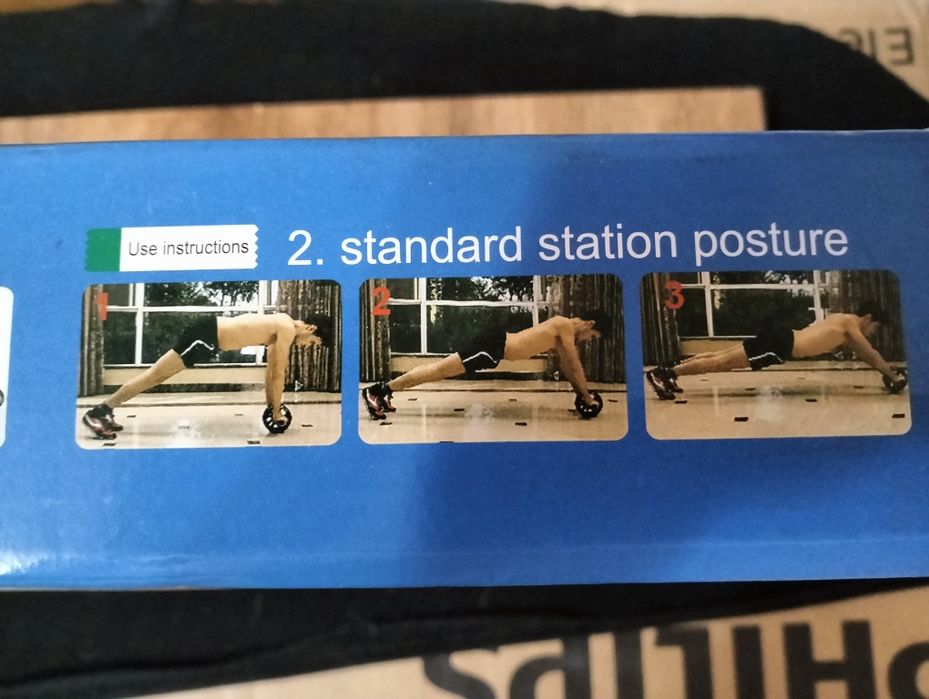 Use instructions
2. standard station posture
1
2
3
PHILIPS